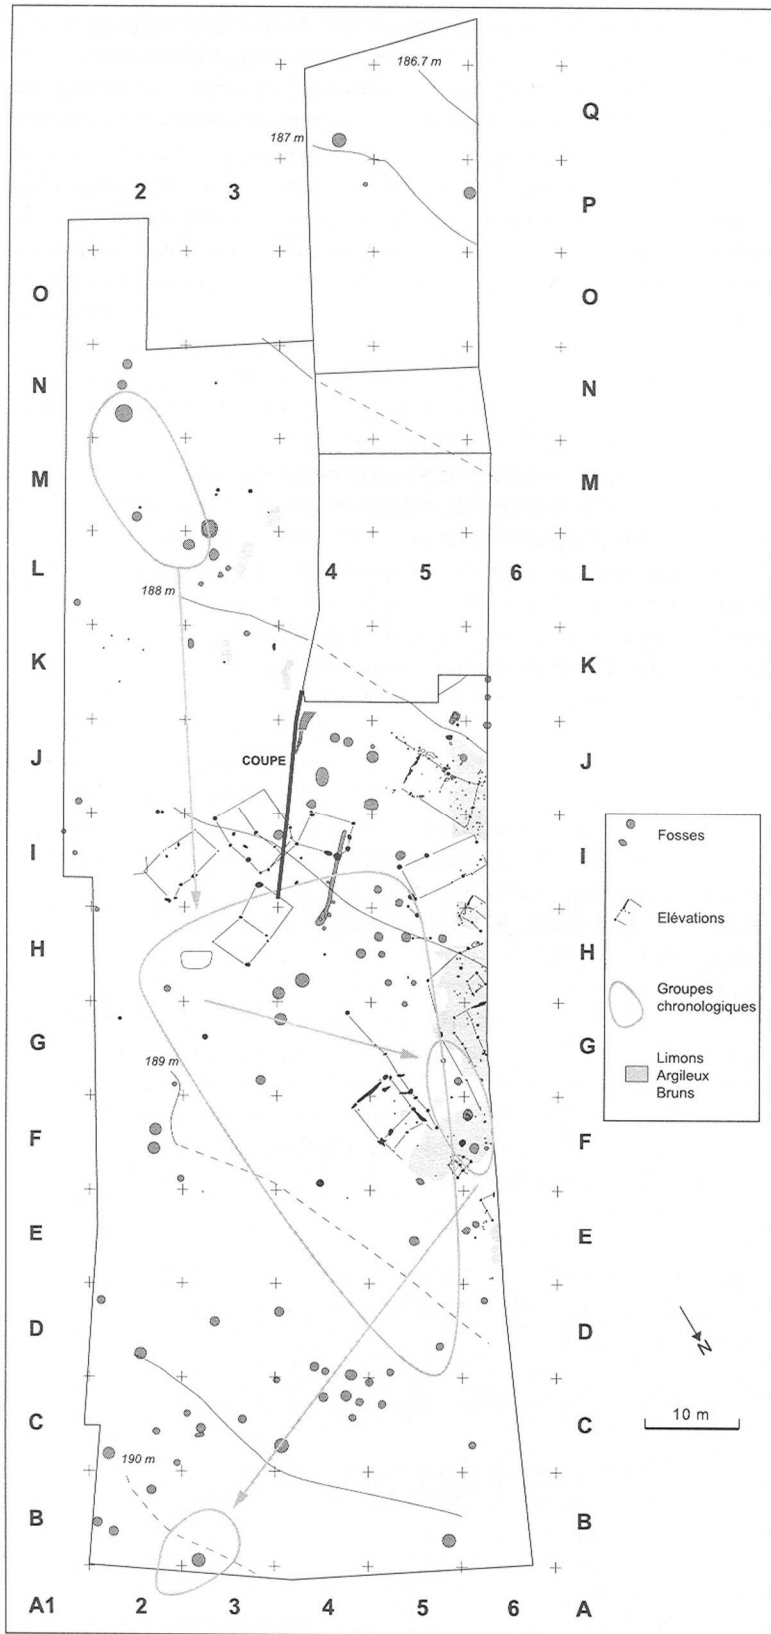 186.7 m
Q
187 m
2 3
P
O O
N N
M M
L 4 5 6 L
188 m
K K
J COUPE J
I I
Fosses
Elévations
H H
Groupes
chronologiques
G G
189 m
Limons
Argileux
Bruns
F F
E E
D D
N
C C
10 m
190 m
B B
A1 2 3 4 5 6 A